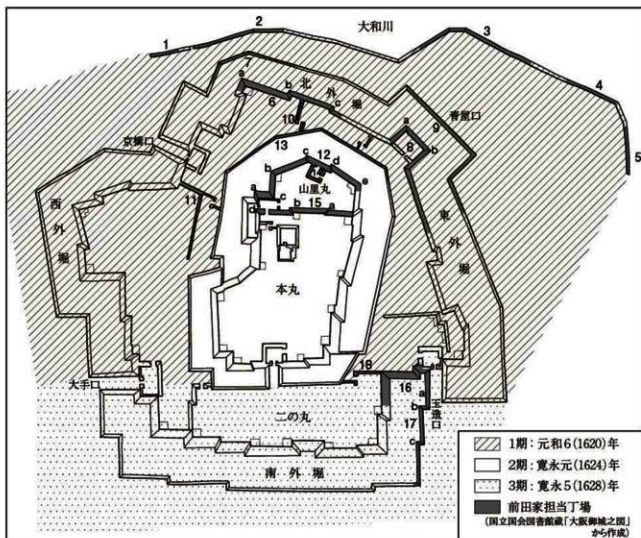 大和川
1
2
3
4
5
7
a
b
北外堀
c
6
10
青屋口
9
a
8
b
京橋口
13
c
12
d
b
山里丸
e
11
a
c
b
15
a
西外堀
東外堀
本丸
18
16
大手口
二の丸
玉造口
a
b
17
c
南外堀
1期：元和6(1620)年
2期：寛永元(1624)年
3期：寛永5(1628)年
前田家担当丁場
(国立国会図書館蔵「大阪御城之図」
から作成)